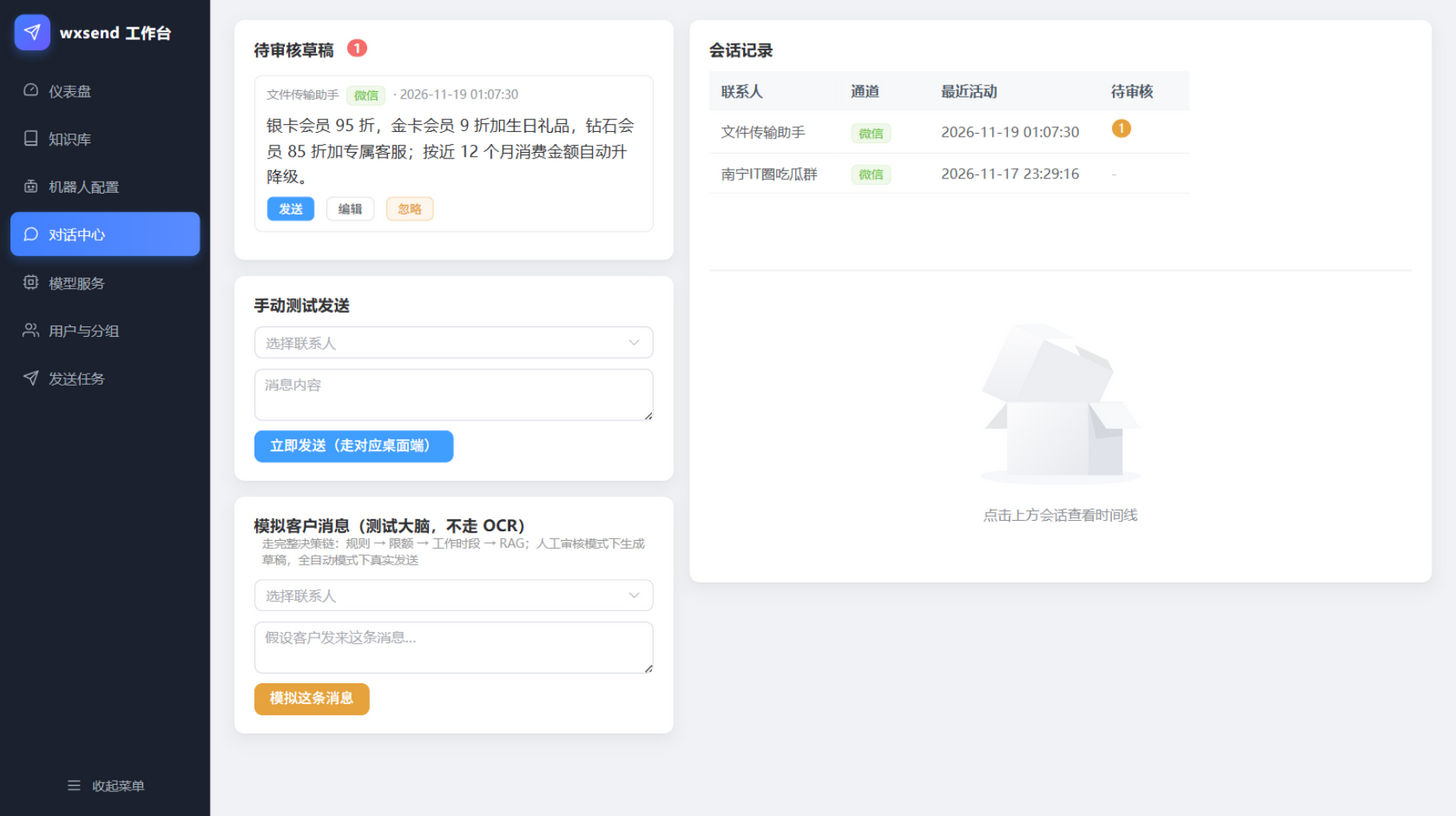 wxsend 工作台
仪表盘
知识库
机器人配置
对话中心
模型服务
用户与分组
发送任务
收起菜单
待审核草稿 1
文件传输助手 微信 · 2026-11-19 01:07:30
银卡会员 95 折，金卡会员 9 折加生日礼品，钻石会
员 85 折加专属客服；按近 12 个月消费金额自动升
降级。
发送 编辑 忽略
手动测试发送
选择联系人
消息内容
立即发送（走对应桌面端）
模拟客户消息（测试大脑，不走 OCR）
走完整决策链：规则 → 限额 → 工作时段 → RAG；人工审核模式下生成
草稿，全自动模式下真实发送
选择联系人
假设客户发来这条消息...
模拟这条消息
会话记录
联系人 通道 最近活动 待审核
文件传输助手 微信 2026-11-19 01:07:30 1
南宁IT圈吃瓜群 微信 2026-11-17 23:29:16 -
点击上方会话查看时间线